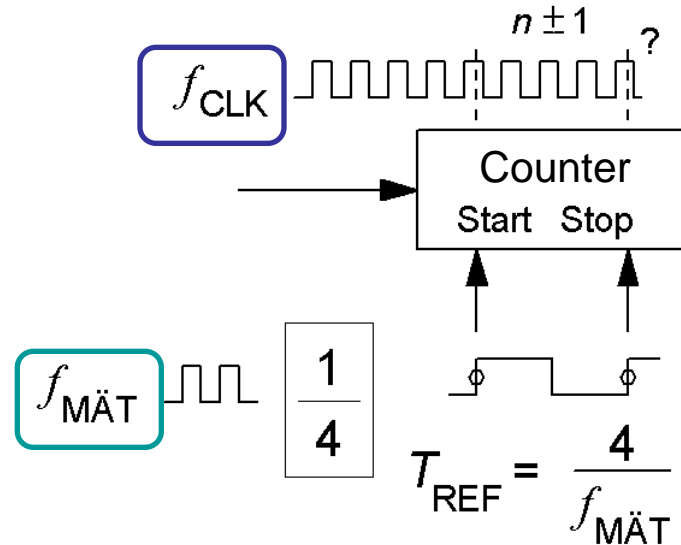 n ± 1
?
f CLK
Counter
Start Stop
f MÄT
1
4
T REF = 4
f MÄT